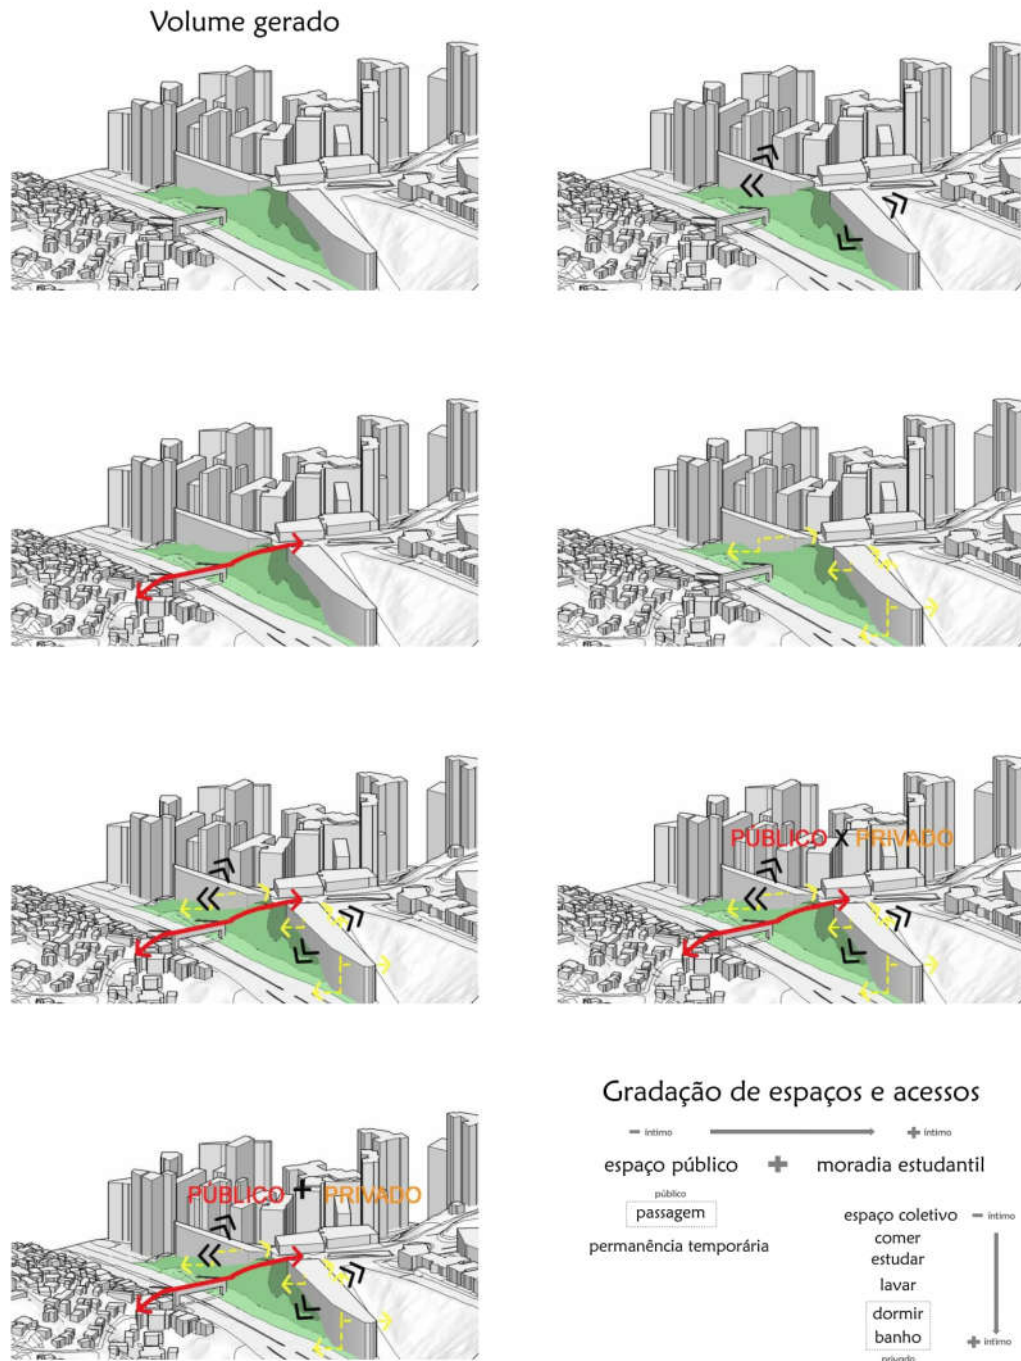 Volume gerado
PÚBLICO X PRIVADO
PÚBLICO + PRIVADO
Gradação de espaços e acessos
- íntimo + íntimo
espaço público + moradia estudantil
público
passagem
permanência temporária
espaço coletivo - íntimo
comer
estudar
lavar
dormir
banho + íntimo
privado